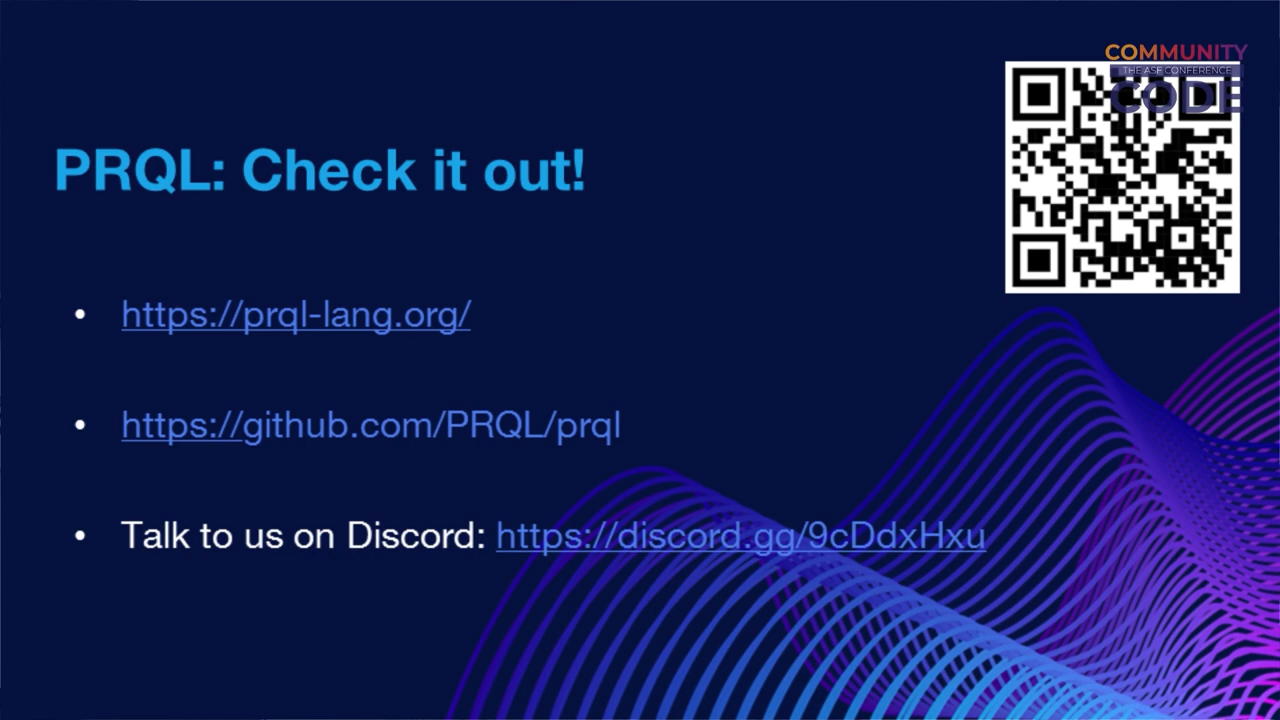 COMMUNITY
THE ASF CONFERENCE
CODE
PRQL: Check it out!
• https://prql-lang.org/
• https://github.com/PRQL/prql
• Talk to us on Discord: https://discord.gg/9cDdxHxu